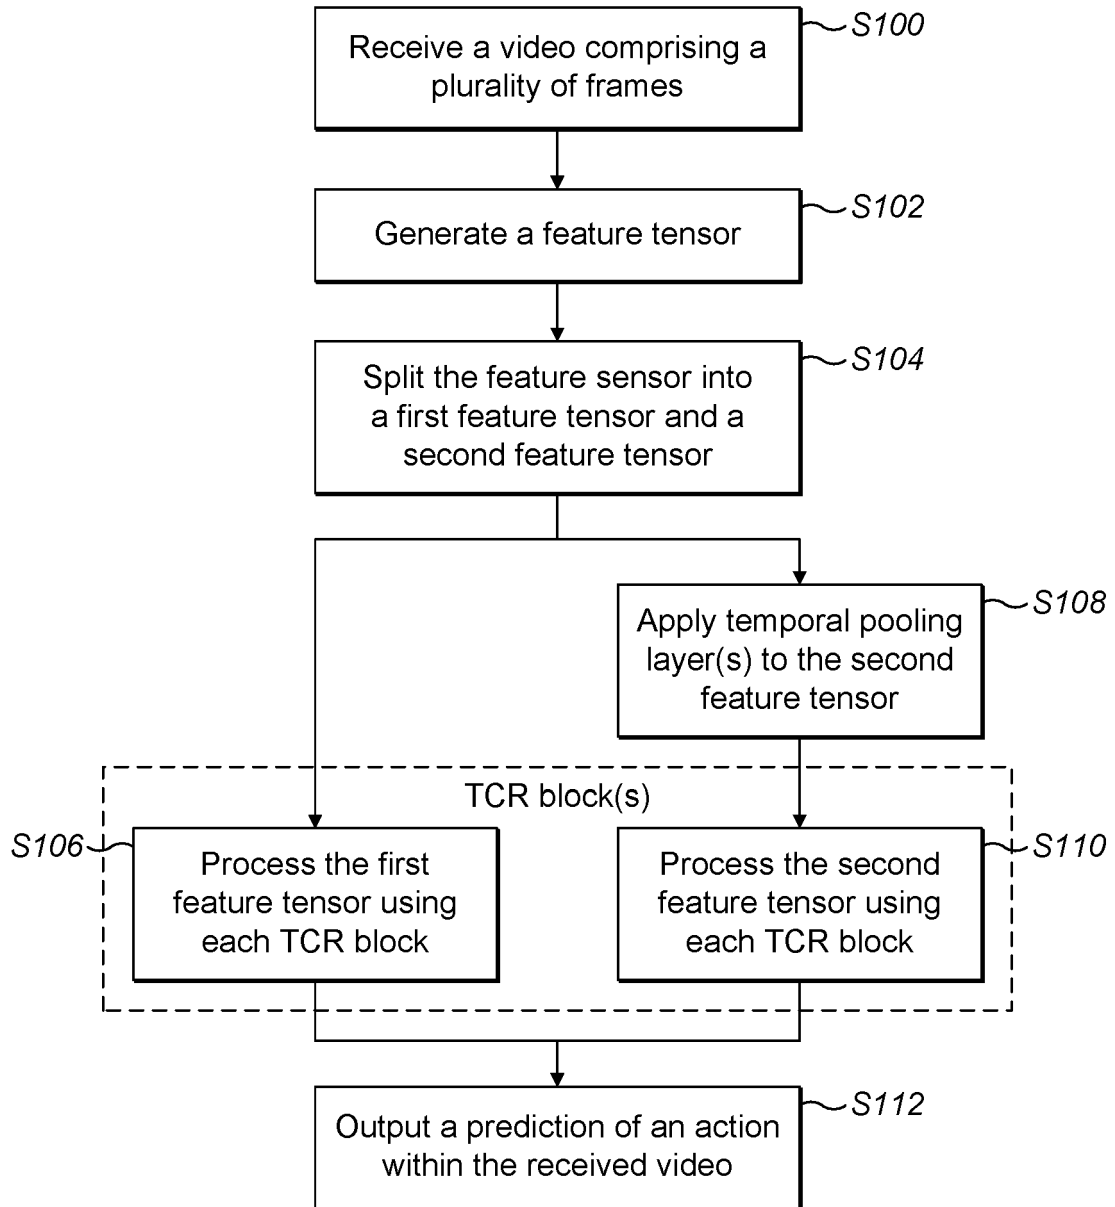 Receive a video comprising a
plurality of frames
S100
Generate a feature tensor
S102
Split the feature sensor into
a first feature tensor and a
second feature tensor
S104
Apply temporal pooling
layer(s) to the second
feature tensor
S108
TCR block(s)
S106
Process the first
feature tensor using
each TCR block
Process the second
feature tensor using
each TCR block
S110
Output a prediction of an action
within the received video
S112